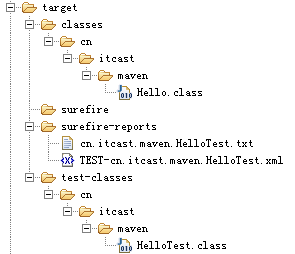 target
classes
cn
itcast
maven
Hello.class
surefire
surefire-reports
cn.itcast.maven.HelloTest.txt
TEST-cn.itcast.maven.HelloTest.xml
test-classes
cn
itcast
maven
HelloTest.class